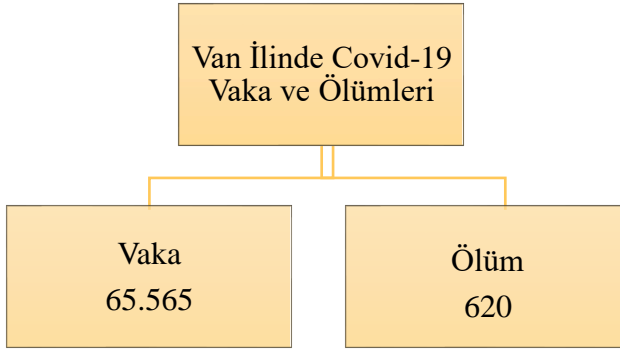 Van İlinde Covid-19
Vaka ve Ölümleri
Vaka
65.565
Ölüm
620